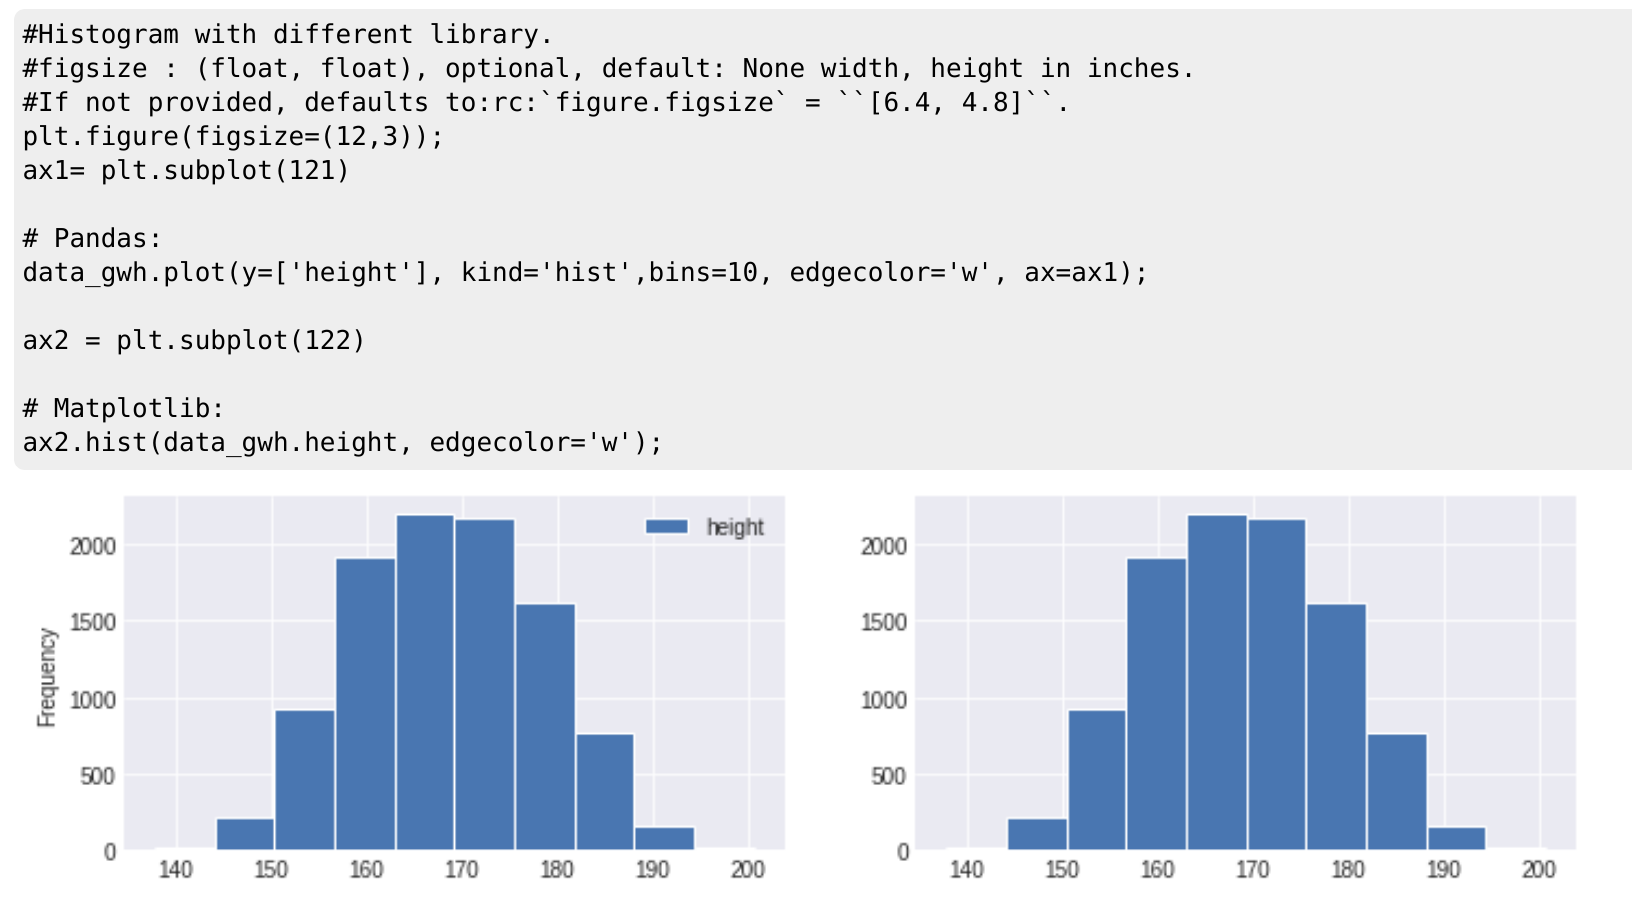 #Histogram with different library.
#figsize : (float, float), optional, default: None width, height in inches.
#If not provided, defaults to:rc:`figure.figsize` = ``[6.4, 4.8]``.
plt.figure(figsize=(12,3));
ax1= plt.subplot(121)
# Pandas:
data_gwh.plot(y=['height'], kind='hist',bins=10, edgecolor='w', ax=ax1);
ax2 = plt.subplot(122)
# Matplotlib:
ax2.hist(data_gwh.height, edgecolor='w');
height
Frequency
2000
1500
1000
500
0
140 150 160 170 180 190 200
2000
1500
1000
500
0
140 150 160 170 180 190 200